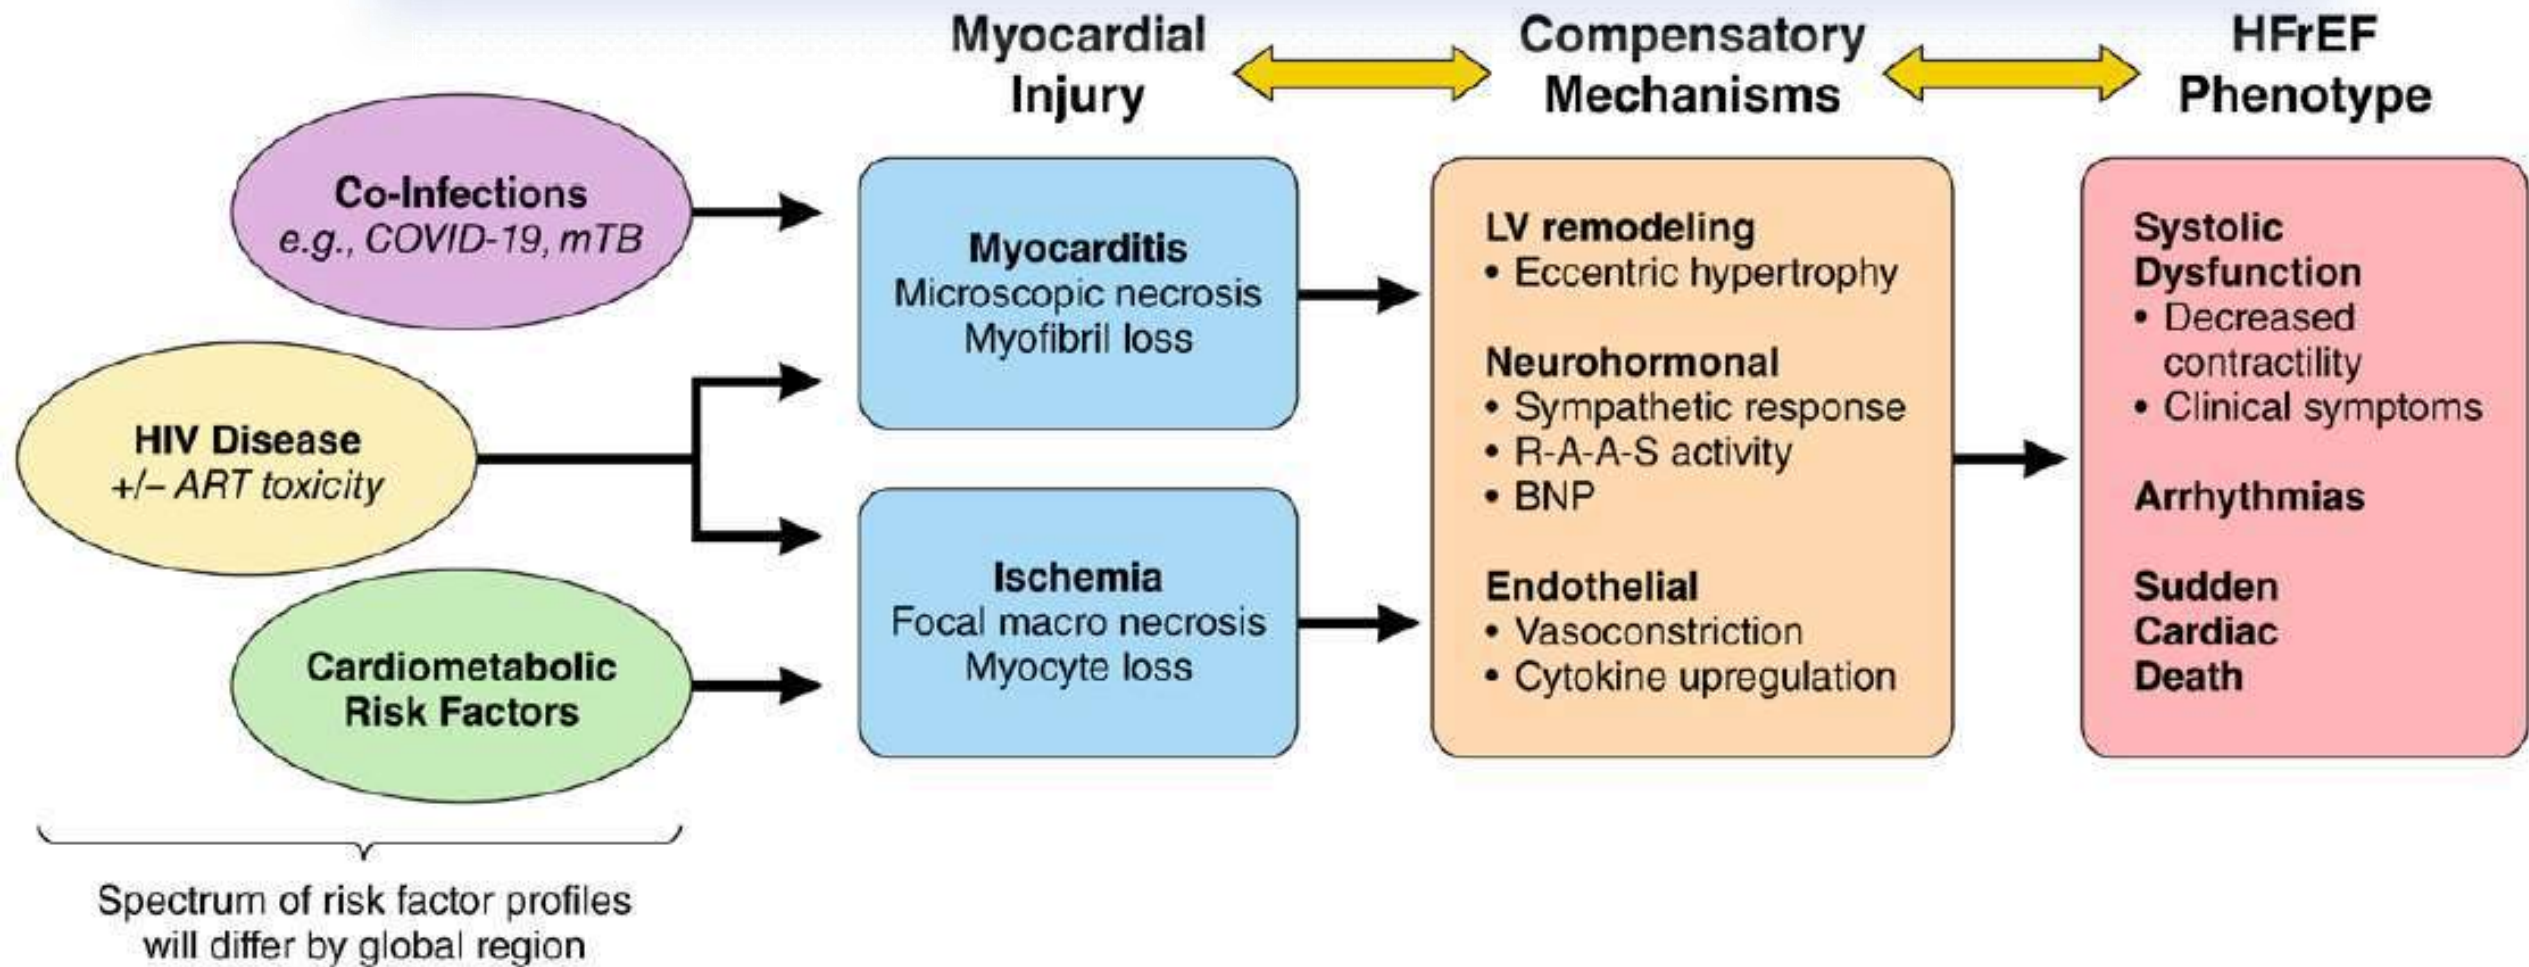 Myocardial
Injury
Compensatory
Mechanisms
HFrEF
Phenotype
Co-Infections
e.g., COVID-19, mTB
HIV Disease
+/– ART toxicity
Cardiometabolic
Risk Factors
Spectrum of risk factor profiles
will differ by global region
Myocarditis
Microscopic necrosis
Myofibril loss
Ischemia
Focal macro necrosis
Myocyte loss
LV remodeling
• Eccentric hypertrophy
Neurohormonal
• Sympathetic response
• R-A-A-S activity
• BNP
Endothelial
• Vasoconstriction
• Cytokine upregulation
Systolic
Dysfunction
• Decreased
contractility
• Clinical symptoms
Arrhythmias
Sudden
Cardiac
Death